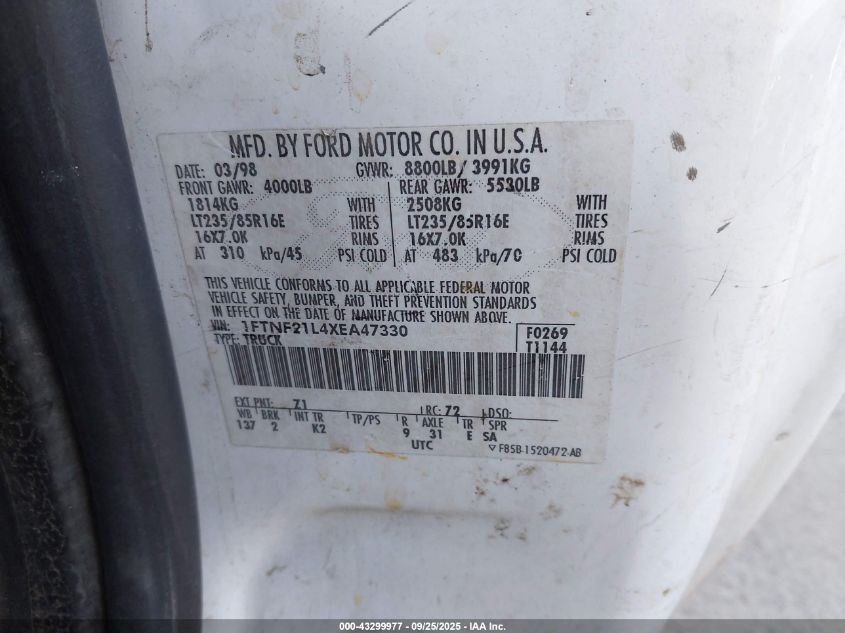 MFD. BY FORD MOTOR CO. IN U.S.A.
DATE: 03/98 GVWR: 8800LB/ 3991KG
FRONT GAWR: 4000LB REAR GAWR: 5530LB
1814KG WITH 2508KG WITH
LT235/85R16E TIRES LT235/85R16E TIRES
16X7.0K RIMS 16X7.0K RIMS
AT 310 kPa/45 PSI COLD AT 483 kPa/70 PSI COLD
THIS VEHICLE CONFORMS TO ALL APPLICABLE FEDERAL MOTOR
VEHICLE SAFETY, BUMPER, AND THEFT PREVENTION STANDARDS
IN EFFECT ON THE DATE OF MANUFACTURE SHOWN ABOVE.
VIN: 1FTNF21L4XEA47330 F0269
TYPE: TRUCK T1144
EXT PNT: Z1 RC: 72 DSO:
WB BRK INT TR TP/PS R AXLE TR SPR
137 2 K2 9 31 E SA
UTC ▽ F85B-1520472-AB
000-43299977 - 09/25/2025 - IAA Inc.